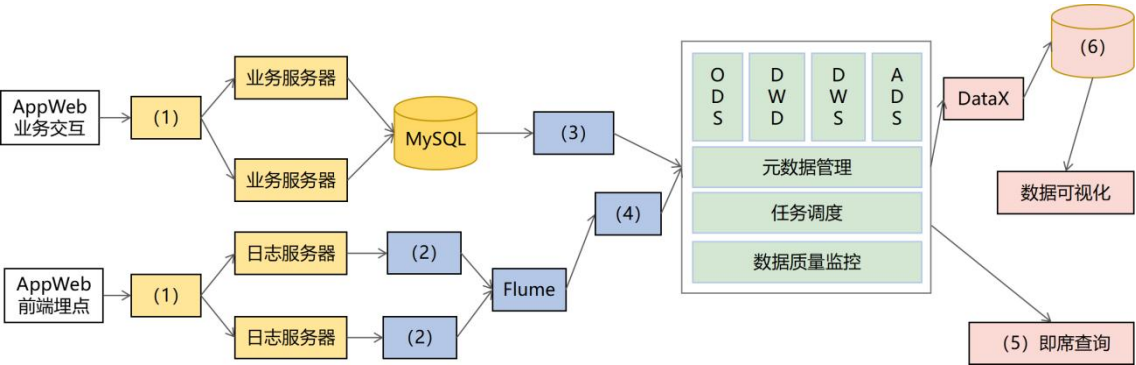 AppWeb
业务交互
(1)
业务服务器
业务服务器
MySQL
(3)
AppWeb
前端埋点
(1)
日志服务器
日志服务器
(2)
(2)
Flume
(4)
O
D
S
D
W
D
D
W
S
A
D
S
元数据管理
任务调度
数据质量监控
DataX
(6)
数据可视化
(5) 即席查询